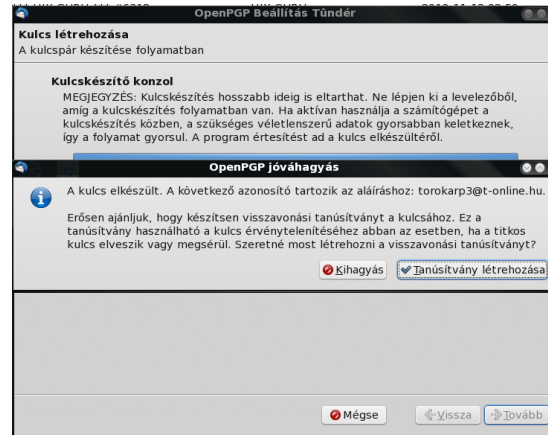 OpenPGP Beállítás Tündér
Kulcs létrehozása
A kulcspár készítése folyamatban
Kulcskészítő konzol
MEGJEGYZÉS: Kulcskészítés hosszabb ideig is eltarthat. Ne lépjen ki a levelezőből,
amíg a kulcskészítés folyamatban van. Ha aktívan használja a számítógépet a
kulcskészítés közben, a szükséges véletlenszerű adatok gyorsabban keletkeznek,
így a folyamat gyorsul. A program értesítést ad a kulcs elkészültéről.
OpenPGP jóváhagyás
A kulcs elkészült. A következő azonosító tartozik az aláíráshoz: torokarp3@t-online.hu.
Erősen ajánljuk, hogy készítsen visszavonási tanúsítványt a kulcsához. Ez a
tanúsítvány használható a kulcs érvénytelenítéséhez abban az esetben, ha a titkos
kulcs elveszik vagy megsérül. Szeretné most létrehozni a visszavonási tanúsítványt?
Kihagyás Tanúsítvány létrehozása
Mégse Vissza Tovább